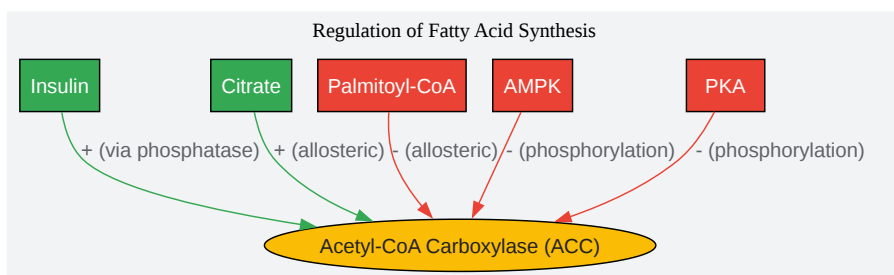 Regulation of Fatty Acid Synthesis
Insulin
Citrate
Palmitoyl-CoA
AMPK
PKA
+ (via phosphatase)
+ (allosteric)
- (allosteric)
- (phosphorylation)
- (phosphorylation)
Acetyl-CoA Carboxylase (ACC)